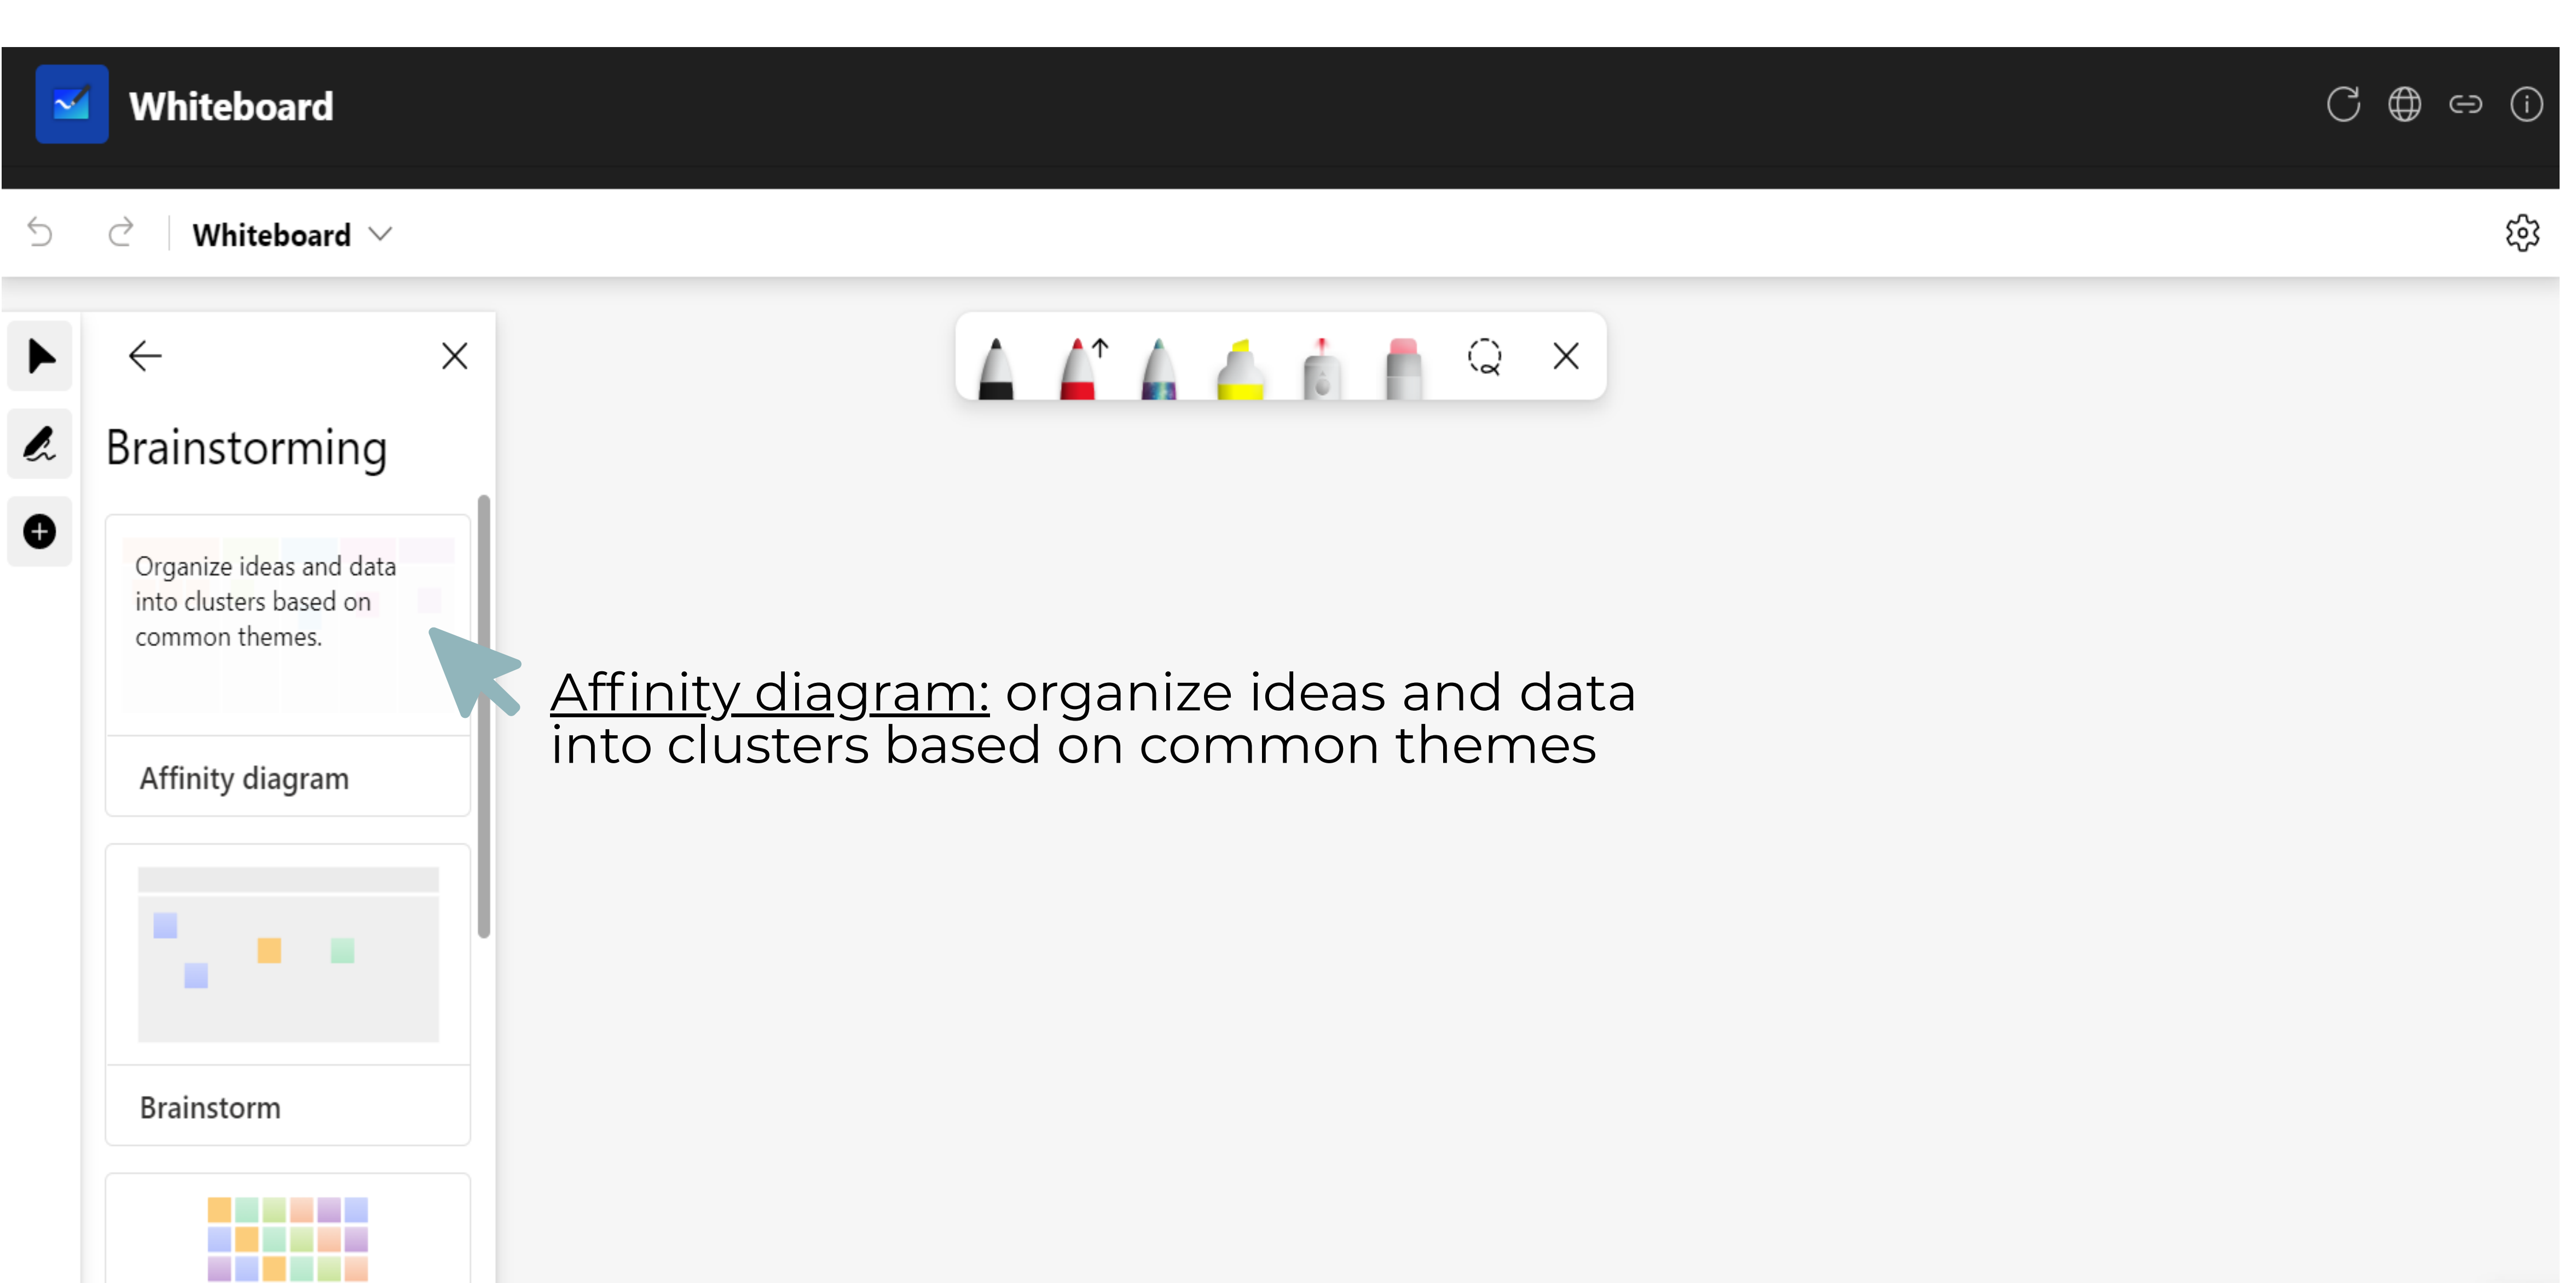 Whiteboard
Whiteboard
Brainstorming
Organize ideas and data
into clusters based on
common themes.
Affinity diagram
Brainstorm
Affinity diagram: organize ideas and data
into clusters based on common themes